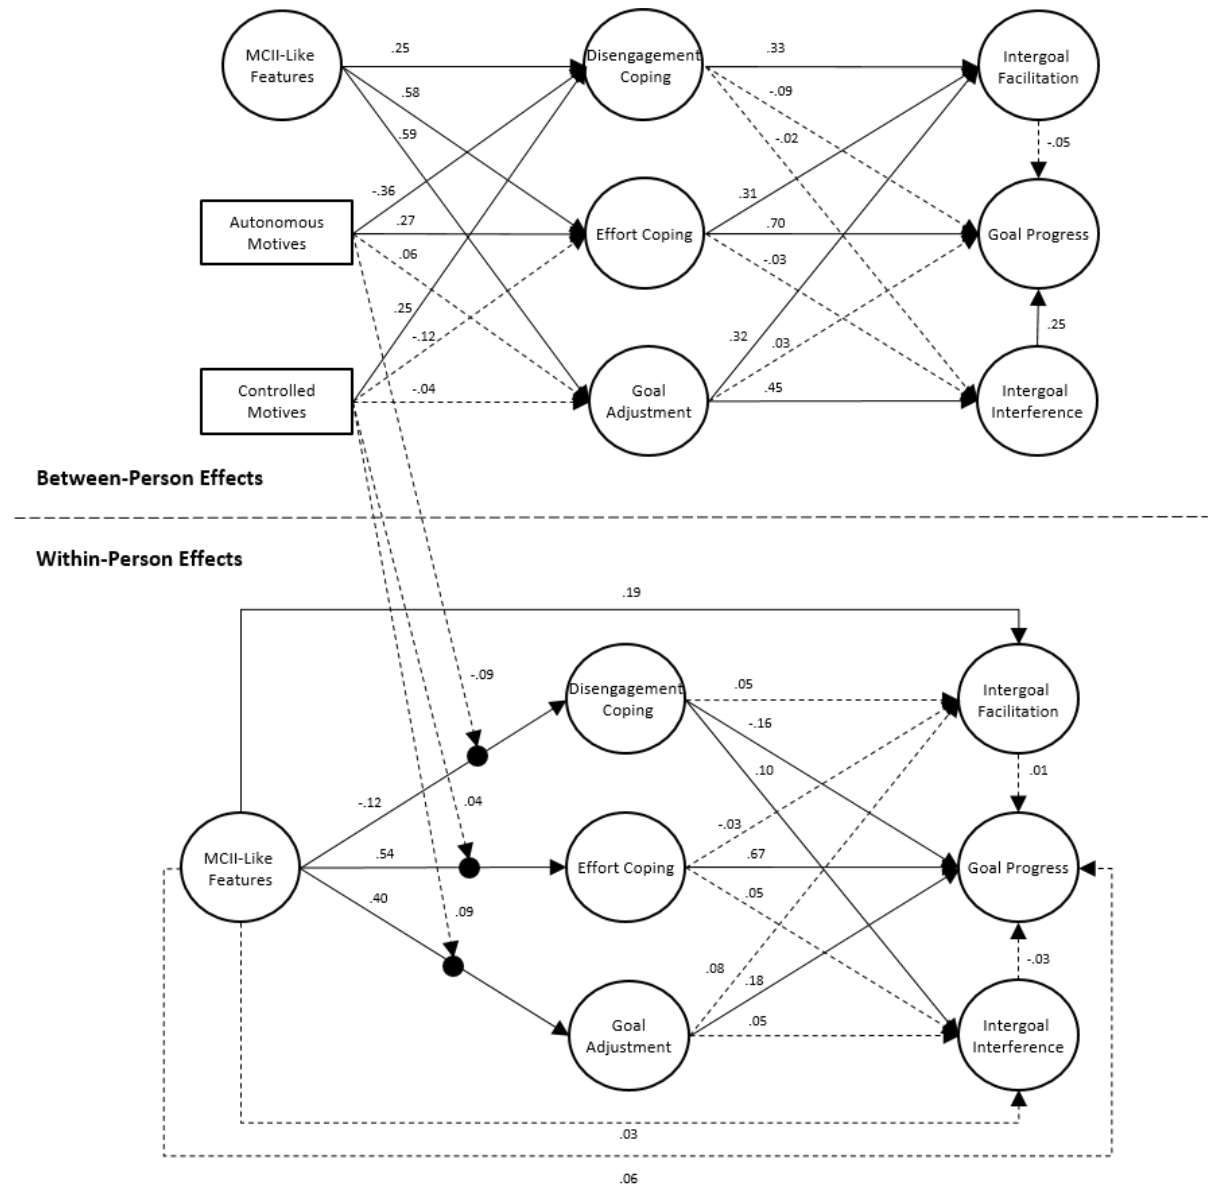 .25
.33
MCII-Like
Features
Disengagement
Coping
Intergoal
Facilitation
.58
-.09
.59
-.02
-.05
-.36
.31
Autonomous
Motives
.27
Effort Coping
.70
Goal Progress
.06
-.03
.25
-.12
.32
.03
.25
Controlled
Motives
-.04
Goal
Adjustment
.45
Intergoal
Interference
Between-Person Effects
Within-Person Effects
.19
-.09
Disengagement
Coping
.05
Intergoal
Facilitation
-.16
.10
.01
-.12
.04
-.03
MCII-Like
Features
.54
Effort Coping
.67
Goal Progress
.40
.09
.05
.08
.18
-.03
Goal
Adjustment
.05
Intergoal
Interference
.03
.06